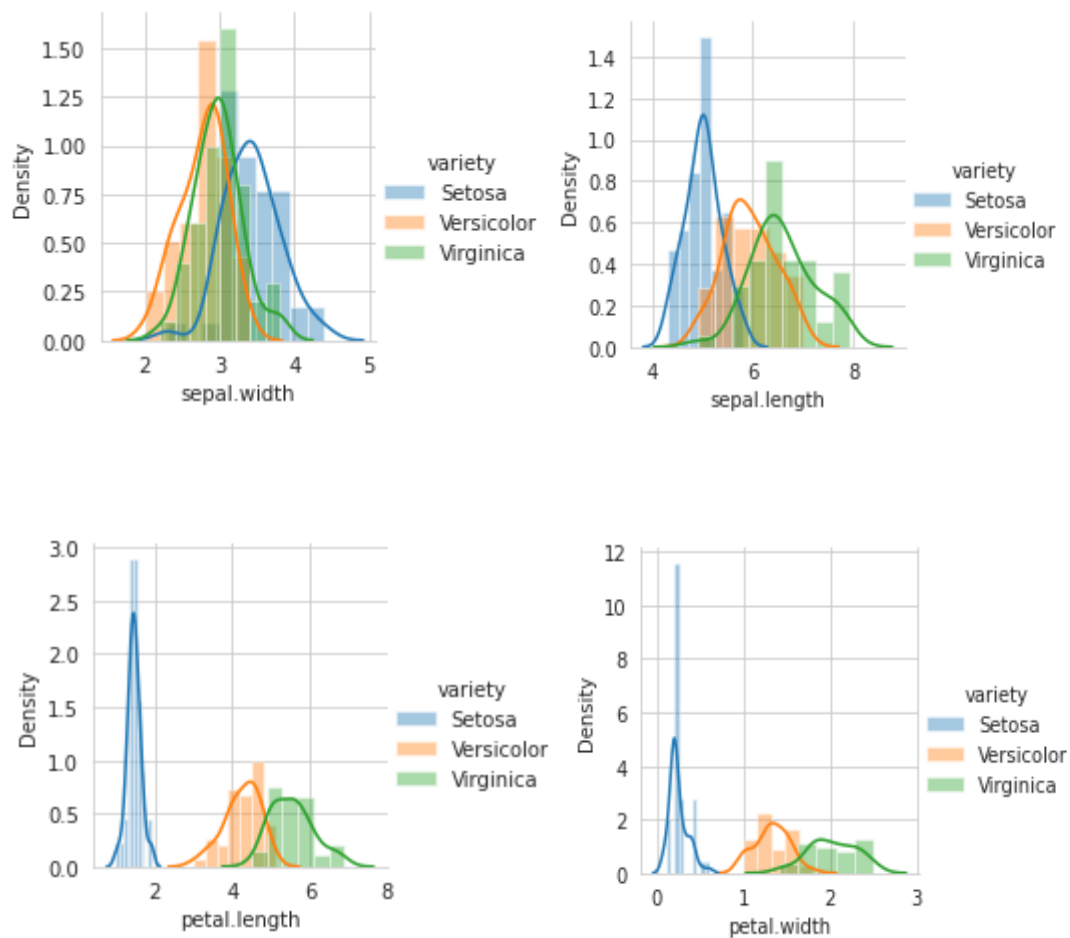 1.50
1.25
1.00
0.75
0.50
0.25
0.00
Density
2 3 4 5
sepal.width
variety
Setosa
Versicolor
Virginica
1.4
1.2
1.0
0.8
0.6
0.4
0.2
0.0
Density
4 6 8
sepal.length
variety
Setosa
Versicolor
Virginica
3.0
2.5
2.0
1.5
1.0
0.5
0.0
Density
2 4 6 8
petal.length
variety
Setosa
Versicolor
Virginica
12
10
8
6
4
2
0
Density
0 1 2 3
petal.width
variety
Setosa
Versicolor
Virginica